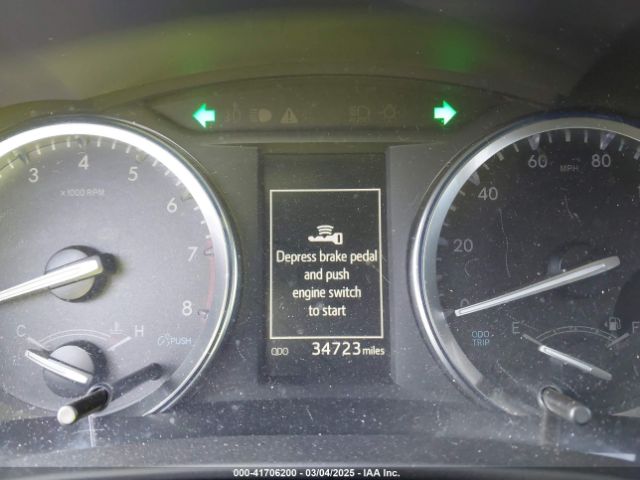 3 4 5 6 7 8
x1000 RPM
C H
PUSH
Depress brake pedal
and push
engine switch
to start
ODO 34723 miles
0 20 40 60 80
MPH
ODO
TRIP
E F
000-41706200 - 03/04/2025 - IAA Inc.